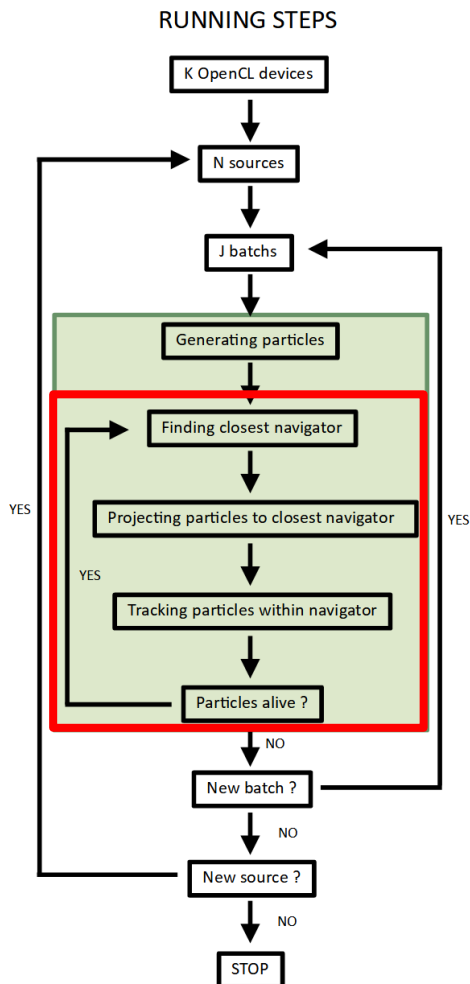 RUNNING STEPS
K OpenCL devices
N sources
J batchs
Generating particles
Finding closest navigator
Projecting particles to closest navigator
YES
YES
YES
Tracking particles within navigator
Particles alive ?
NO
New batch ?
NO
New source ?
NO
STOP